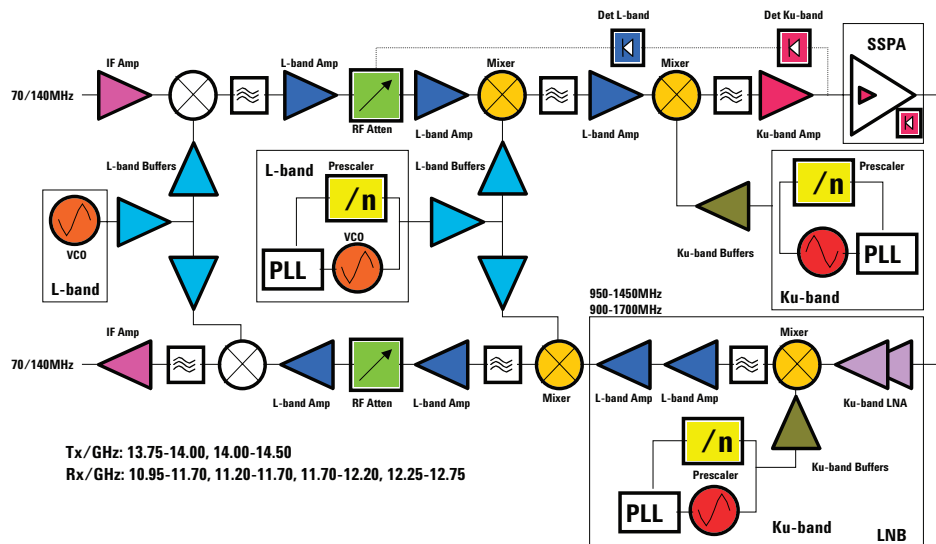 Det L-band
Det Ku-band
SSPA
IF Amp
L-band Amp
Mixer
Mixer
70/140MHz
RF Atten
L-band Amp
L-band Amp
Ku-band Amp
L-band Buffers
L-band
Prescaler
/n
VCO
PLL
L-band Buffers
Prescaler
/n
PLL
Ku-band Buffers
Ku-band
VCO
L-band
950-1450MHz
900-1700MHz
IF Amp
Mixer
70/140MHz
L-band Amp
RF Atten
L-band Amp
Mixer
L-band Amp
L-band Amp
Ku-band LNA
/n
Prescaler
PLL
Ku-band Buffers
Ku-band
LNB
Tx/GHz: 13.75-14.00, 14.00-14.50
Rx/GHz: 10.95-11.70, 11.20-11.70, 11.70-12.20, 12.25-12.75